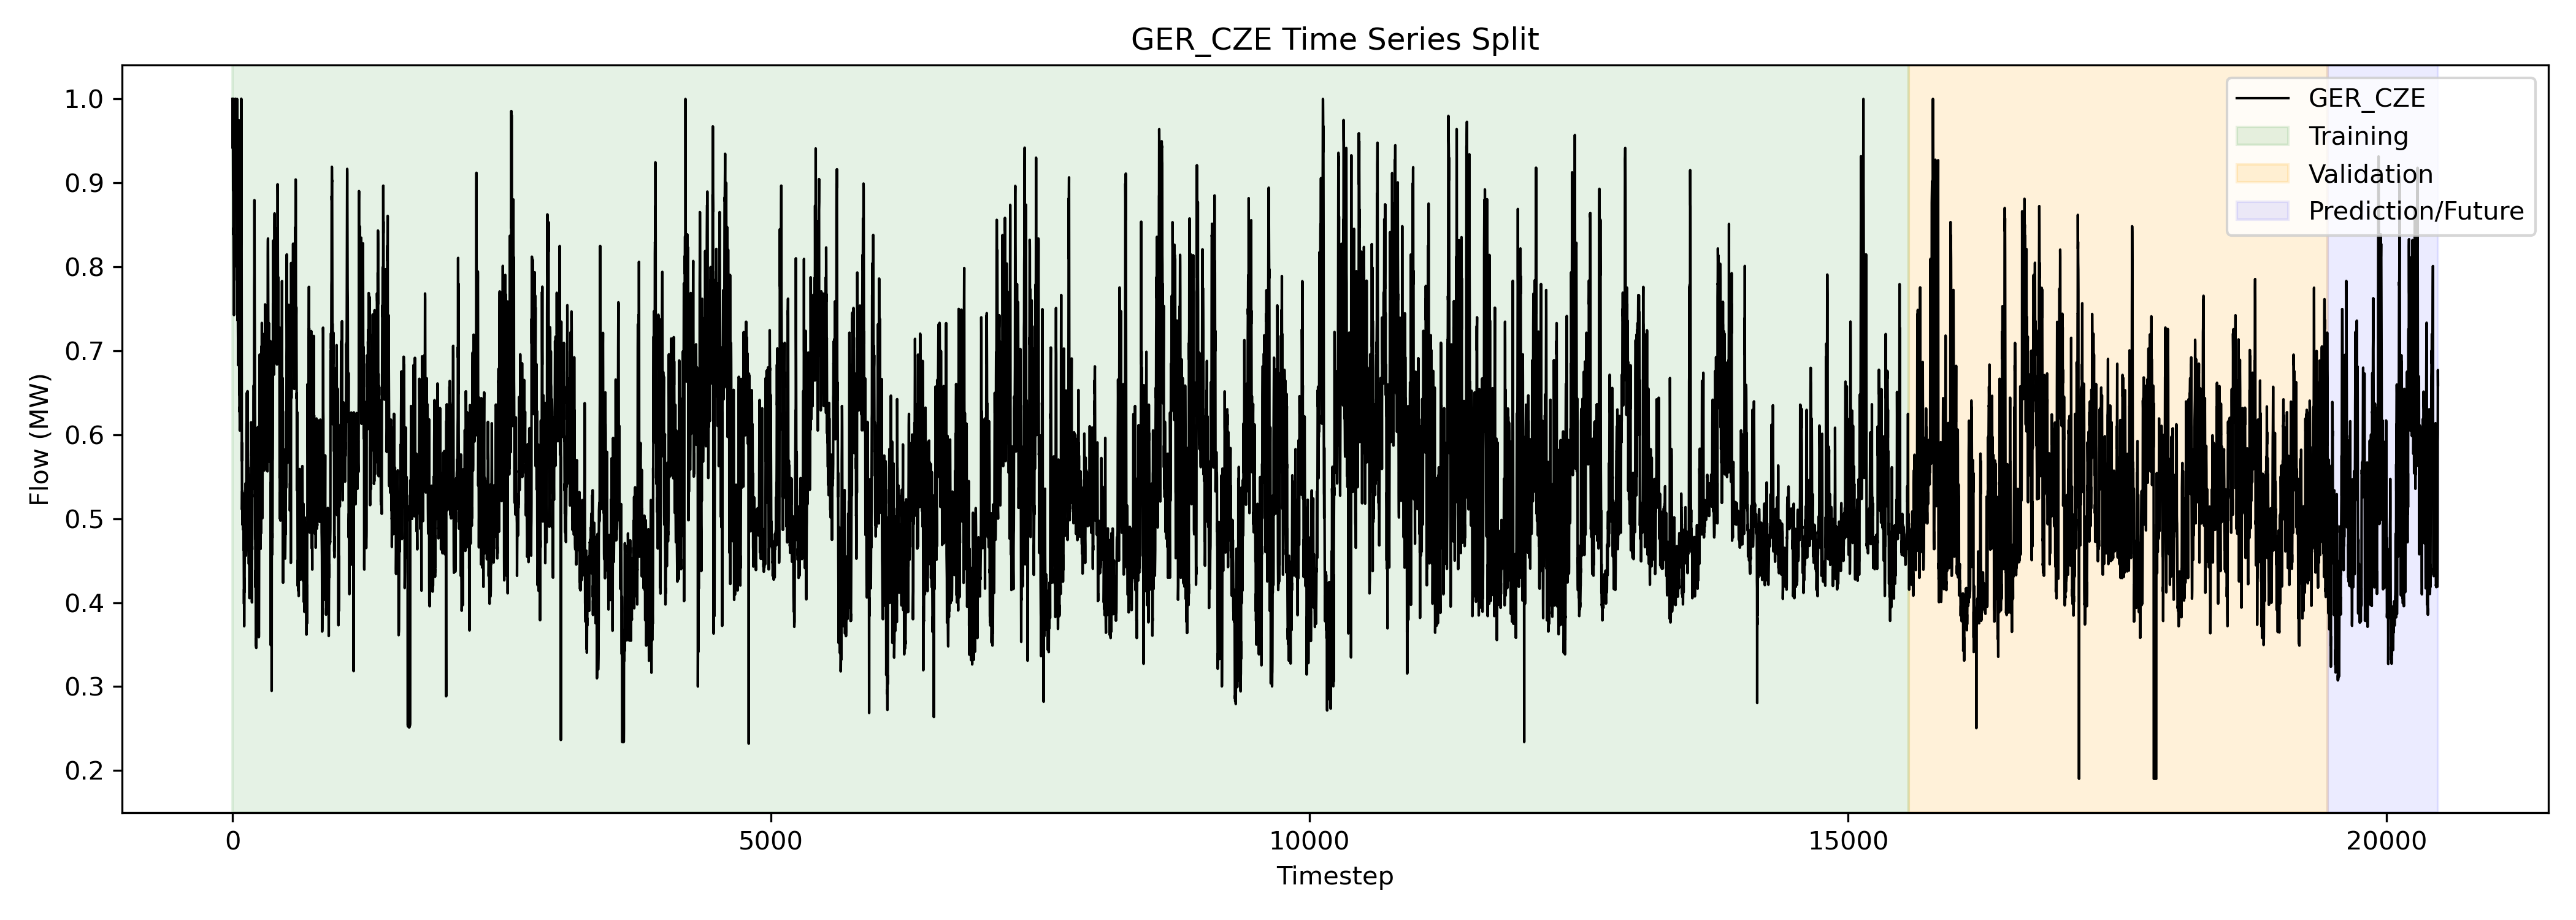 GER_CZE Time Series Split
Flow (MW)
1.0
0.9
0.8
0.7
0.6
0.5
0.4
0.3
0.2
GER_CZE
Training
Validation
Prediction/Future
0 5000 10000 15000 20000
Timestep